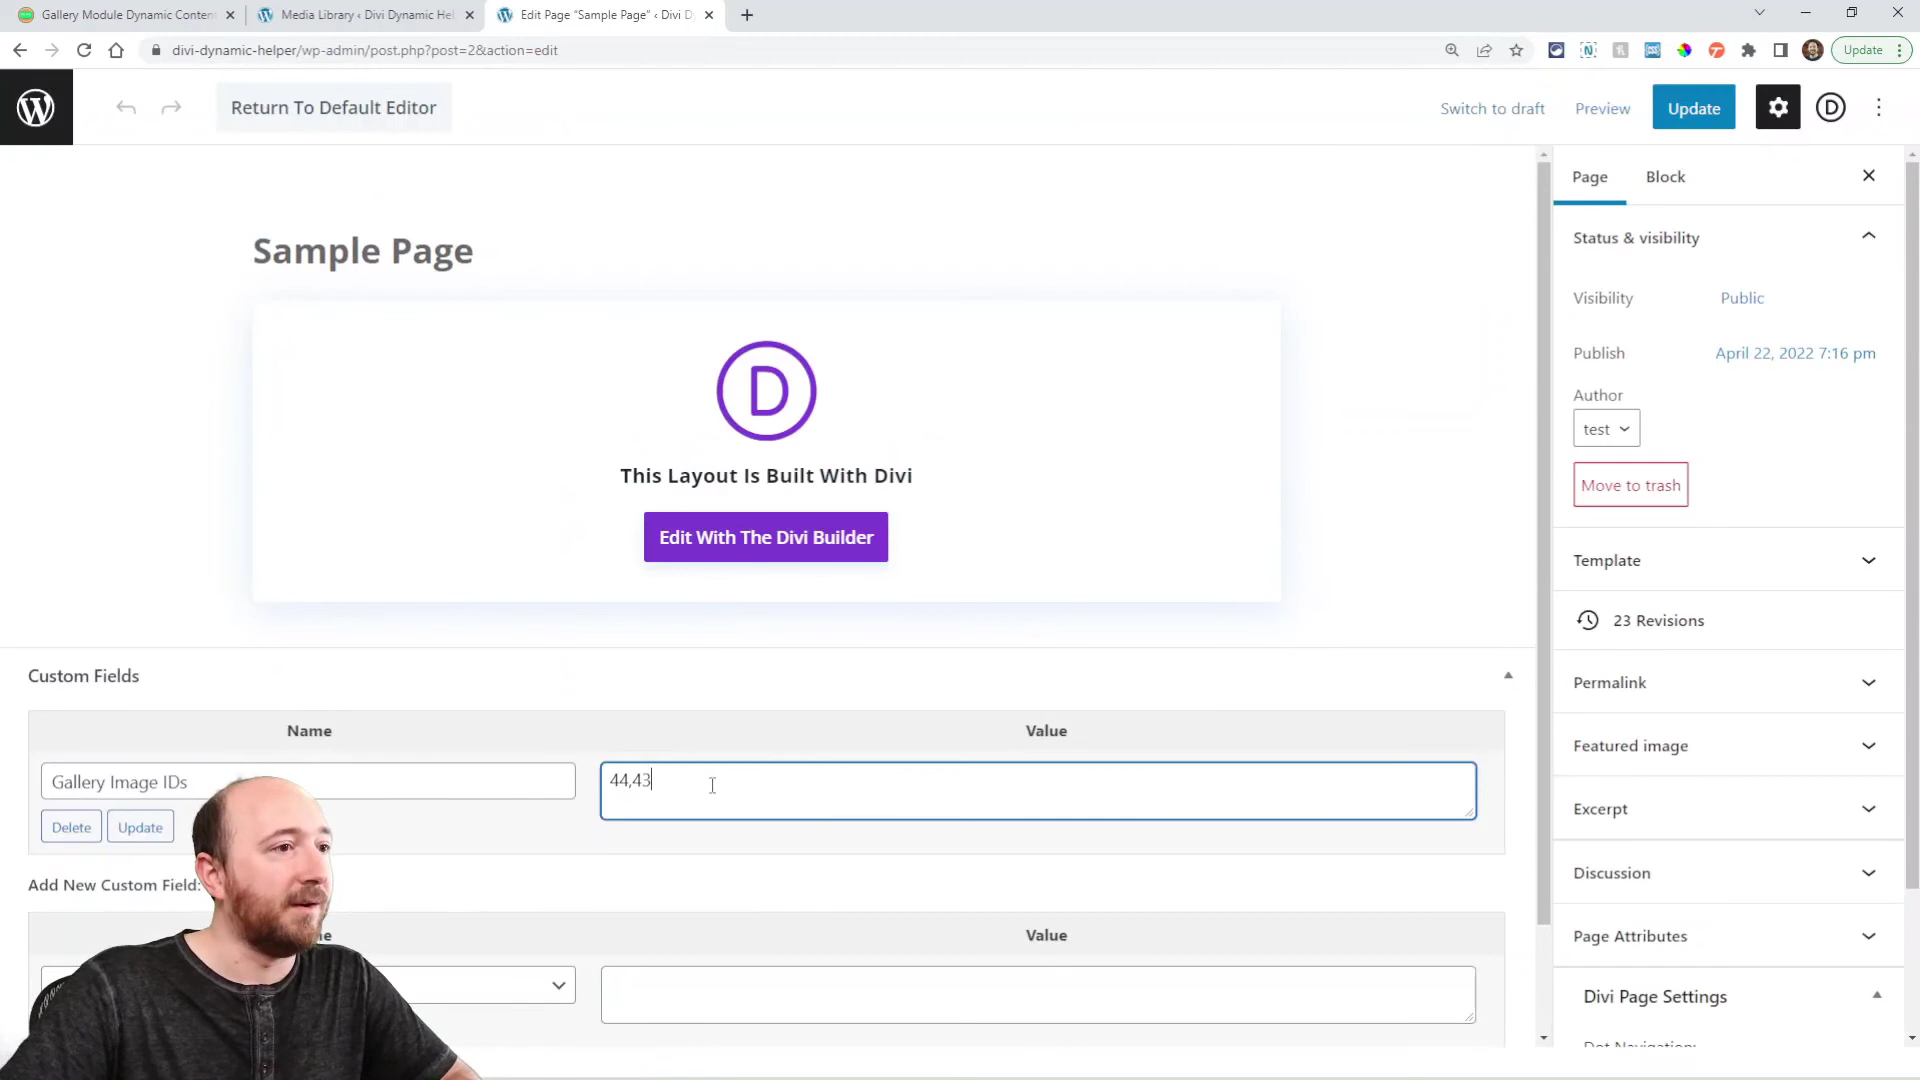 Gallery Module Dynamic Conten
Media Library ‹ Divi Dynamic Hel
Edit Page “Sample Page” ‹ Divi D
divi-dynamic-helper/wp-admin/post.php?post=2&action=edit
Update
Return To Default Editor
Switch to draft
Preview
Update
Page
Block
Sample Page
D
This Layout Is Built With Divi
Edit With The Divi Builder
Status & visibility
Visibility
Public
Publish
April 22, 2022 7:16 pm
Author
test
Move to trash
Template
23 Revisions
Permalink
Featured image
Excerpt
Discussion
Page Attributes
Divi Page Settings
Dot Navigation:
Custom Fields
Name
Value
Gallery Image IDs
44,43
Delete
Update
Add New Custom Field:
Value